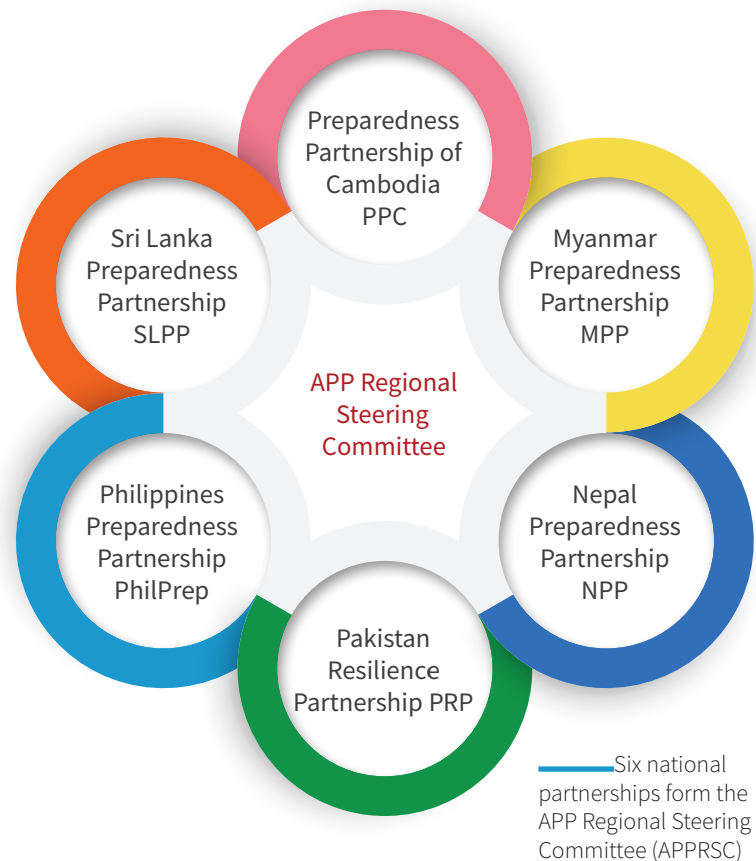 Preparedness
Partnership of
Cambodia
PPC
Sri Lanka
Preparedness
Partnership
SLPP
Myanmar
Preparedness
Partnership
MPP
APP Regional
Steering
Committee
Philippines
Preparedness
Partnership
PhilPrep
Nepal
Preparedness
Partnership
NPP
Pakistan
Resilience
Partnership PRP
Six national
partnerships form the
APP Regional Steering
Committee (APPRSC)